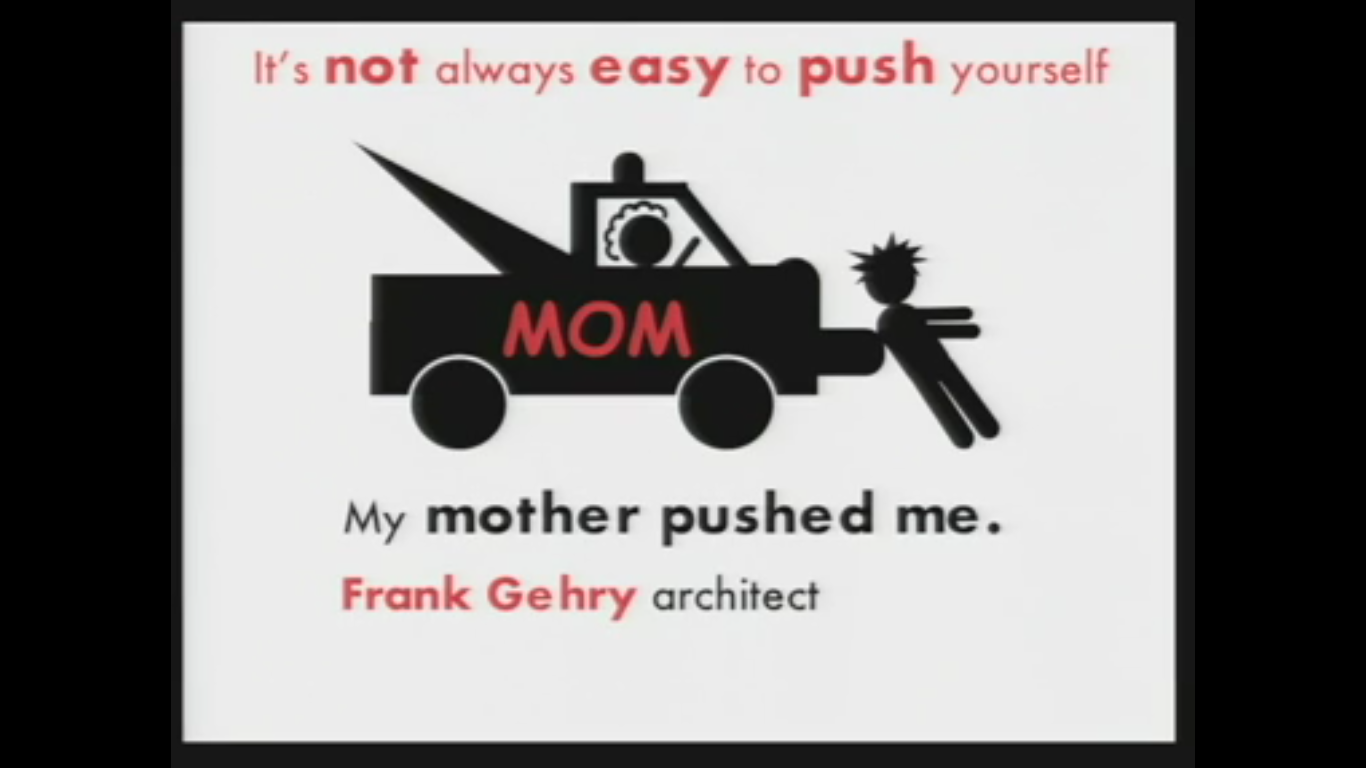 It's not always easy to push yourself
MOM
My mother pushed me.
Frank Gehry architect